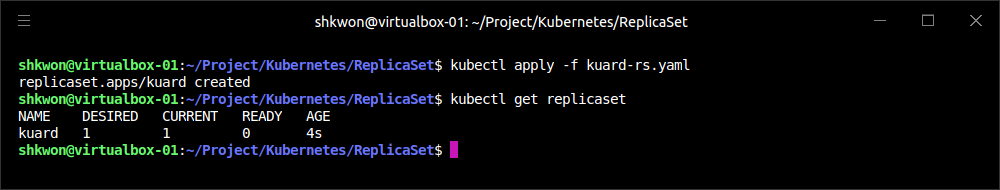 shkwon@virtualbox-01: ~/Project/Kubernetes/ReplicaSet
shkwon@virtualbox-01:~/Project/Kubernetes/ReplicaSet$ kubectl apply -f kuard-rs.yaml
replicaset.apps/kuard created
shkwon@virtualbox-01:~/Project/Kubernetes/ReplicaSet$ kubectl get replicaset
NAME    DESIRED   CURRENT   READY   AGE
kuard   1         1         0       4s
shkwon@virtualbox-01:~/Project/Kubernetes/ReplicaSet$